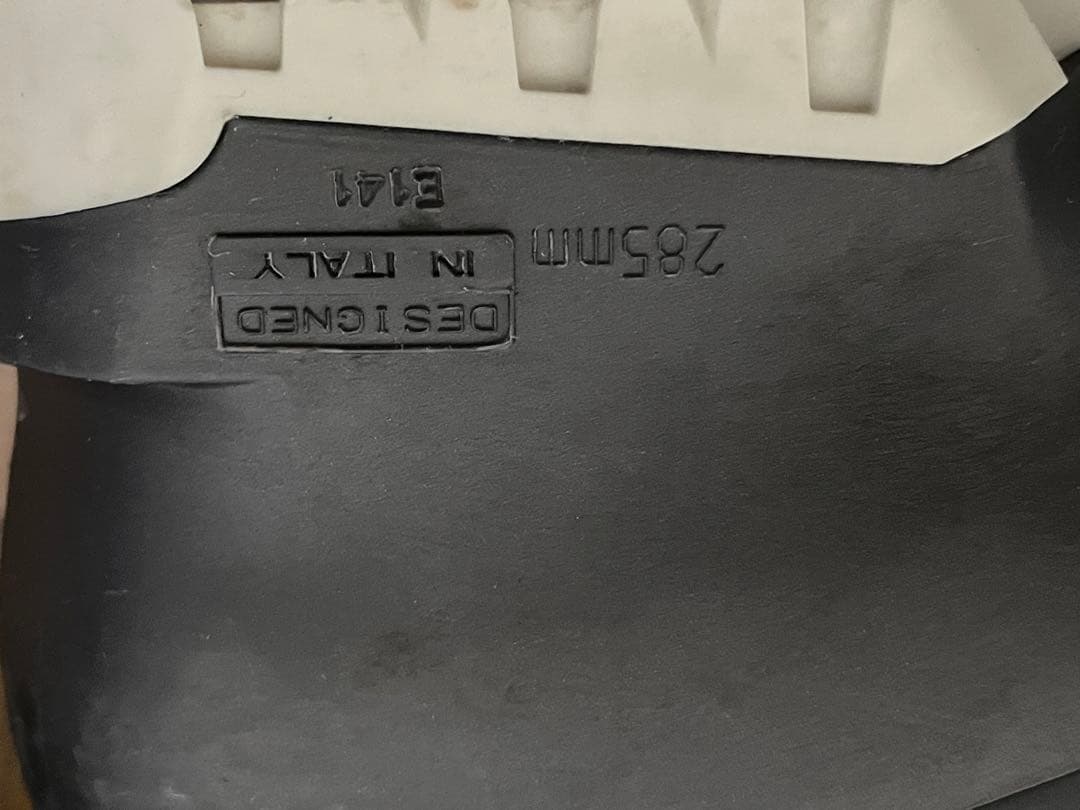 285mm
DESIGNED
IN ITALY
E141